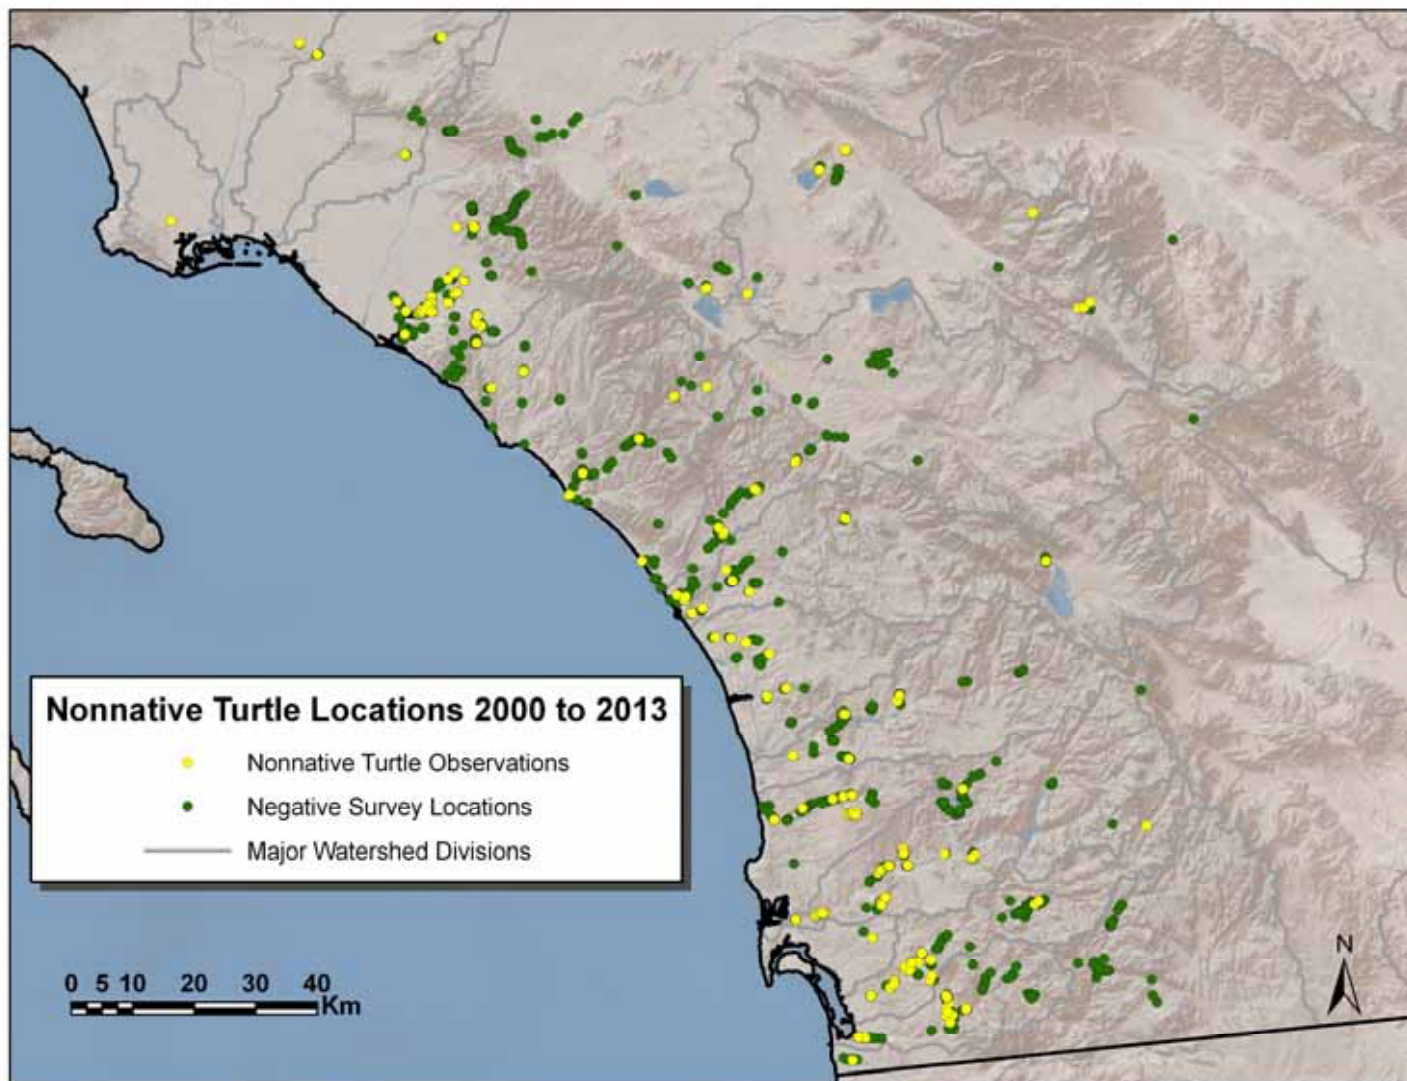 Nonnative Turtle Locations 2000 to 2013
Nonnative Turtle Observations
Negative Survey Locations
Major Watershed Divisions
0 5 10 20 30 40
Km
N